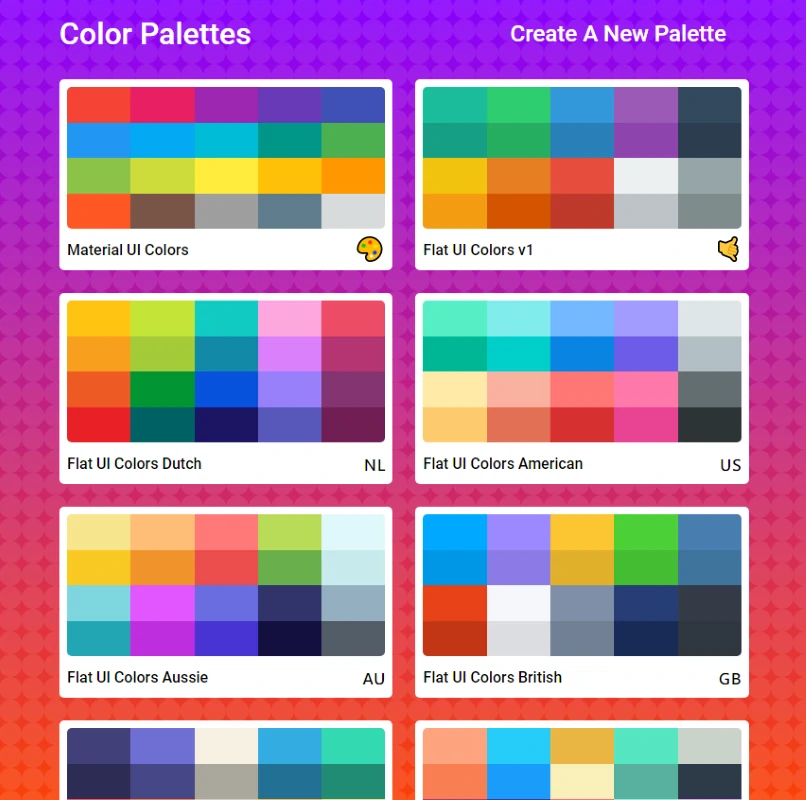 Color Palettes
Create A New Palette
Material UI Colors
Flat UI Colors v1
Flat UI Colors Dutch
NL
Flat UI Colors American
US
Flat UI Colors Aussie
AU
Flat UI Colors British
GB